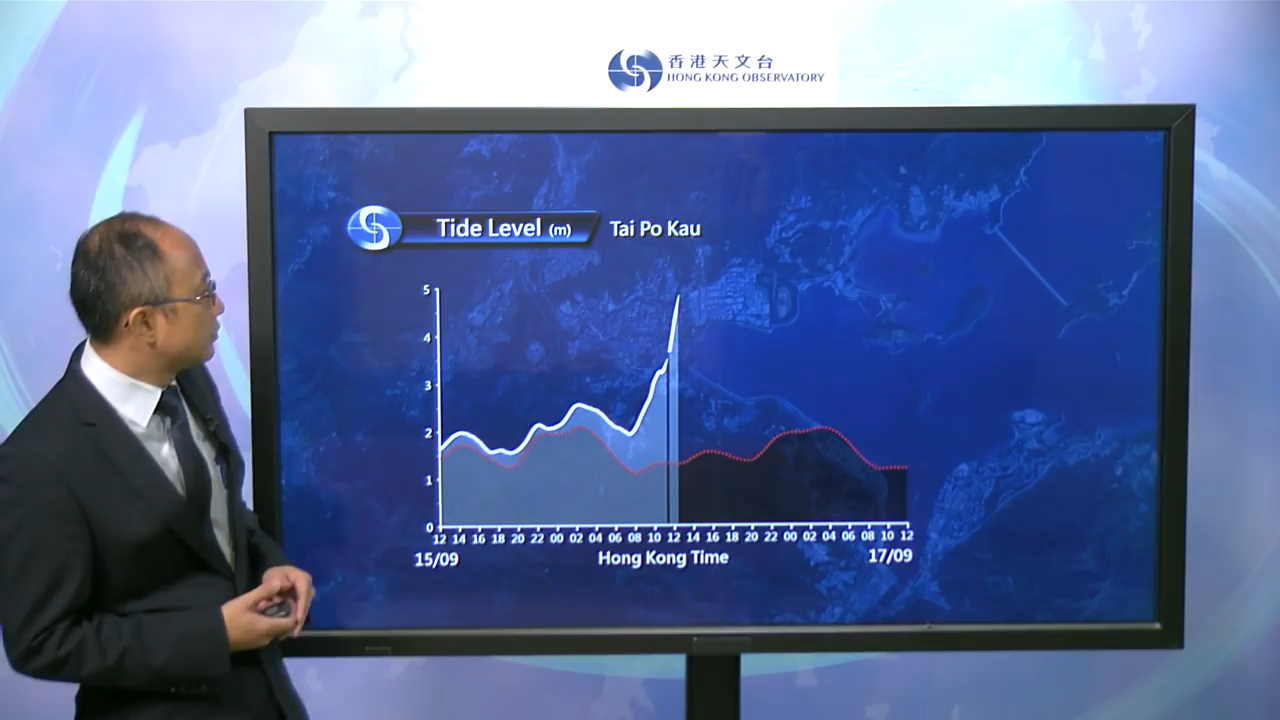 香港天文台
HONG KONG OBSERVATORY
Tide Level (m) Tai Po Kau
5
4
3
2
1
0
12 14 16 18 20 22 00 02 04 06 08 10 12 14 16 18 20 22 00 02 04 06 08 10 12
15/09 Hong Kong Time 17/09